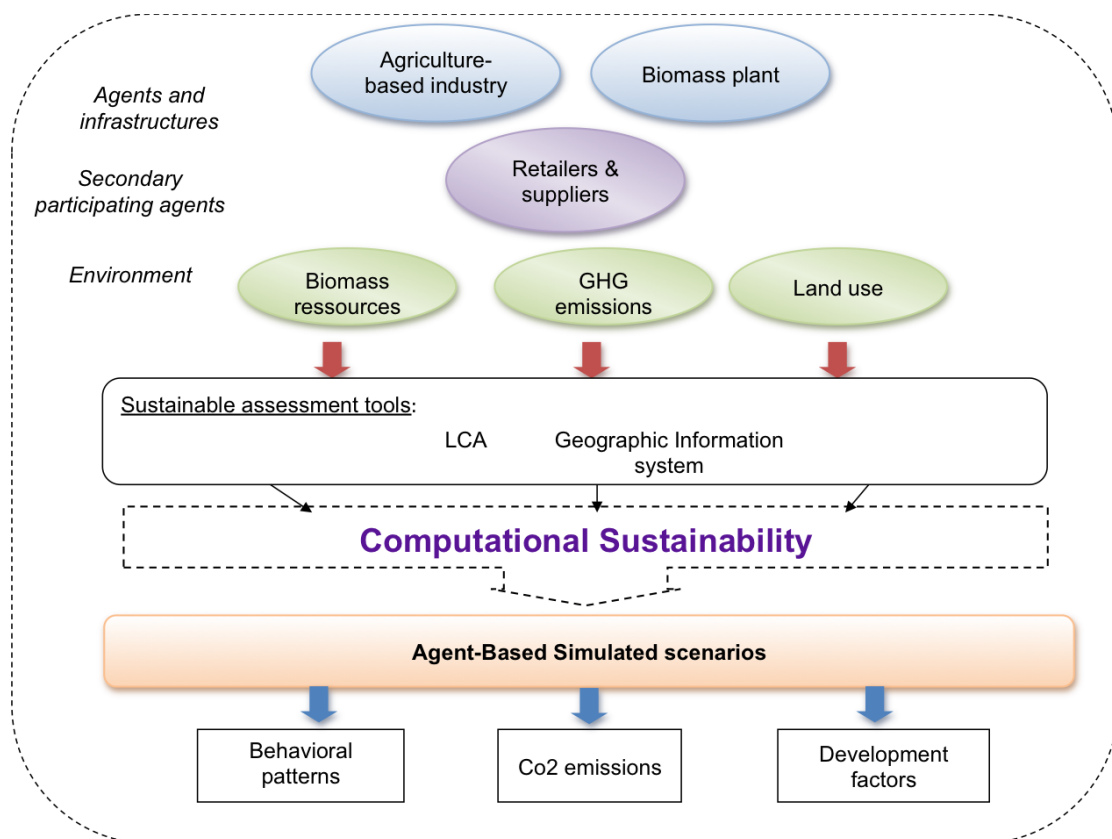 Agriculture-
based industry
Biomass plant
Agents and
infrastructures
Retailers &
suppliers
Secondary
participating agents
Environment
Biomass
ressources
GHG
emissions
Land use
Sustainable assessment tools:
LCA
Geographic Information
system
Computational Sustainability
Agent-Based Simulated scenarios
Behavioral
patterns
Co2 emissions
Development
factors